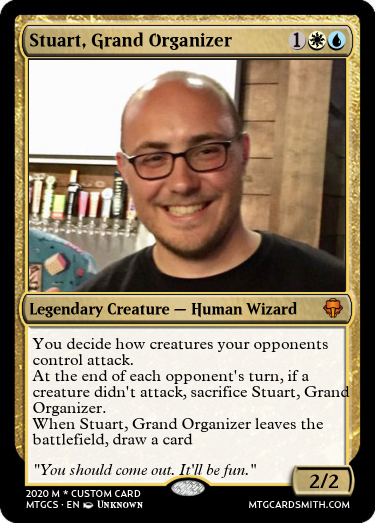 Stuart, Grand Organizer 1
Legendary Creature — Human Wizard
You decide how creatures your opponents
control attack.
At the end of each opponent's turn, if a
creature didn't attack, sacrifice Stuart, Grand
Organizer.
When Stuart, Grand Organizer leaves the
battlefield, draw a card
"You should come out. It'll be fun."
2/2
2020 M * CUSTOM CARD
MTGCS · EN UNKNOWN
MTGCARDSMITH.COM